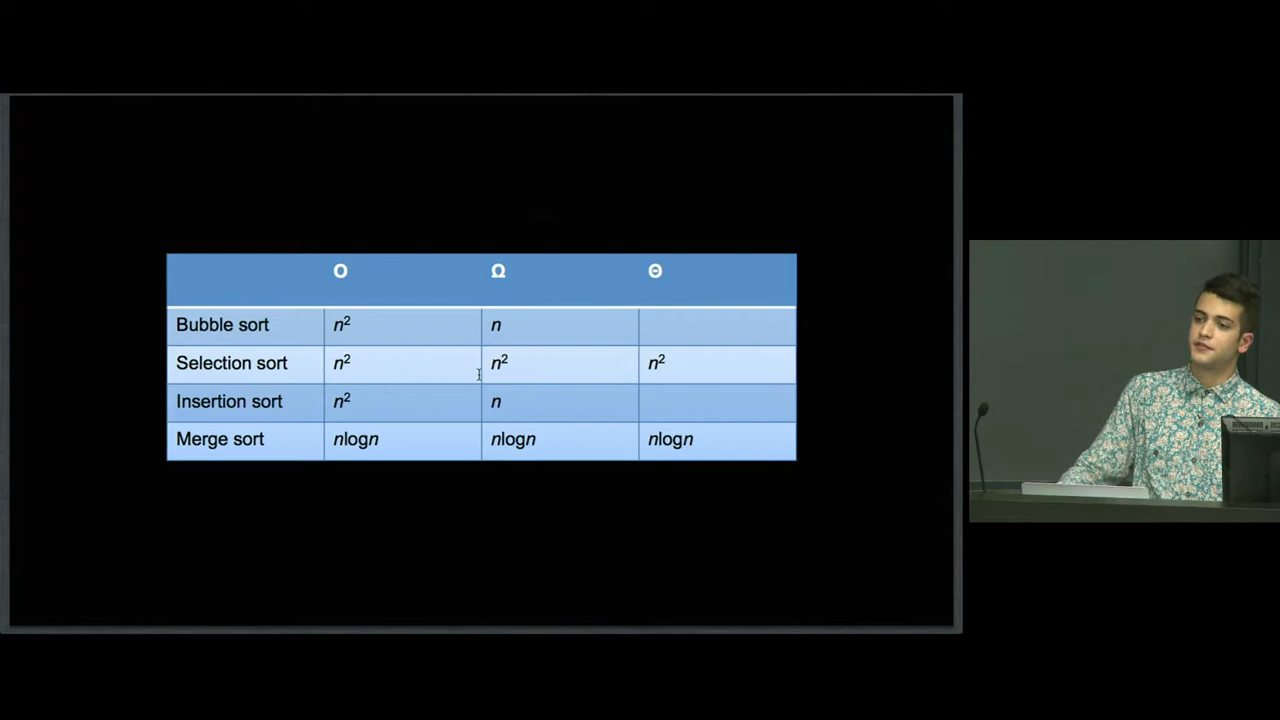 O Ω Θ
Bubble sort n² n
Selection sort n² n² n²
Insertion sort n² n
Merge sort nlogn nlogn nlogn